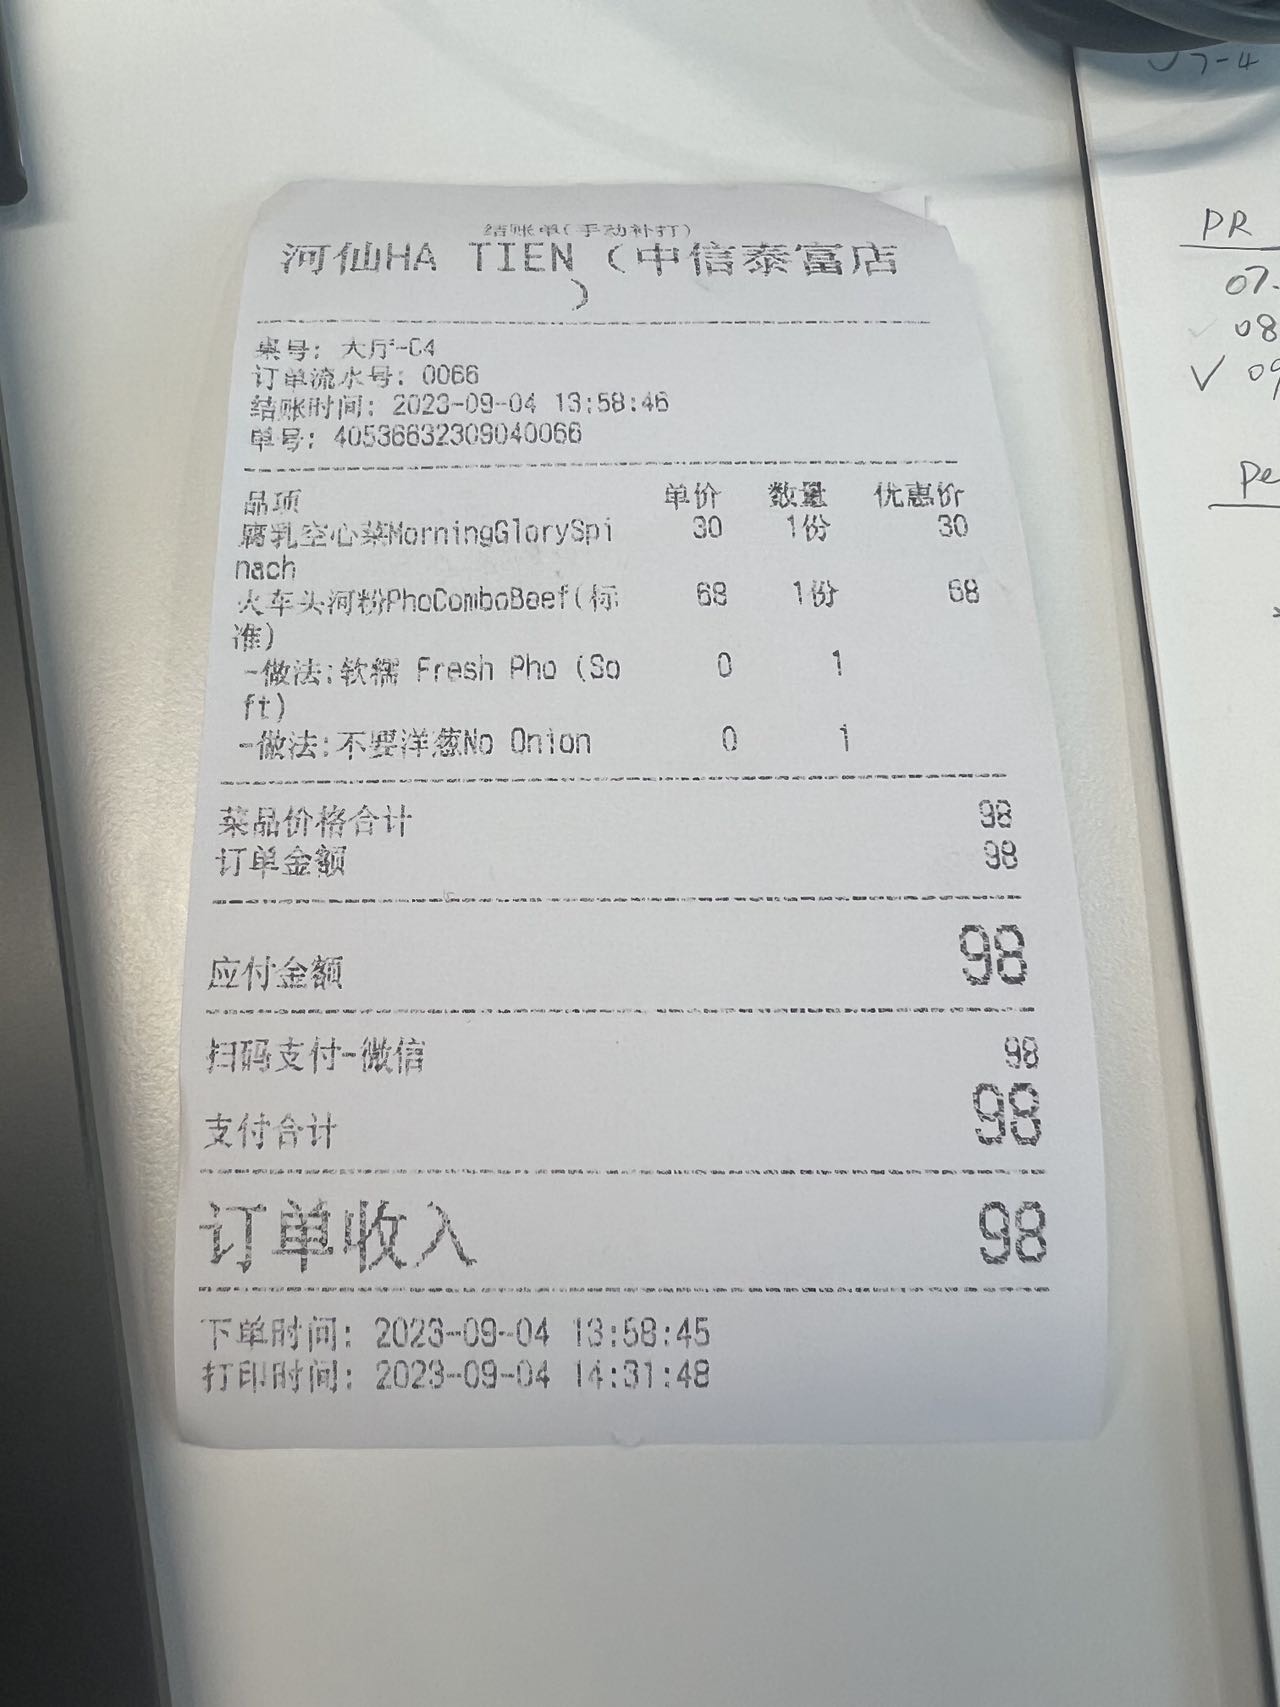 结账单(手动补打)
河仙HA TIEN (中信泰富店
)
桌号: 大厅-C4
订单流水号: 0066
结账时间: 2023-09-04 13:58:46
单号: 40536632309040066
品项 单价 数量 优惠价
腐乳空心菜MorningGlorySpi 30 1份 30
nach
火车头河粉PhoComboBeef(标 68 1份 68
准)
-做法:软糯 Fresh Pho (So 0 1
ft)
-做法:不要洋葱No Onion 0 1
菜品价格合计 98
订单金额 98
应付金额 98
扫码支付-微信 98
支付合计 98
订单收入 98
下单时间: 2023-09-04 13:58:45
打印时间: 2023-09-04 14:31:48
7-4
PR
07-
08
✓ 09
Pe